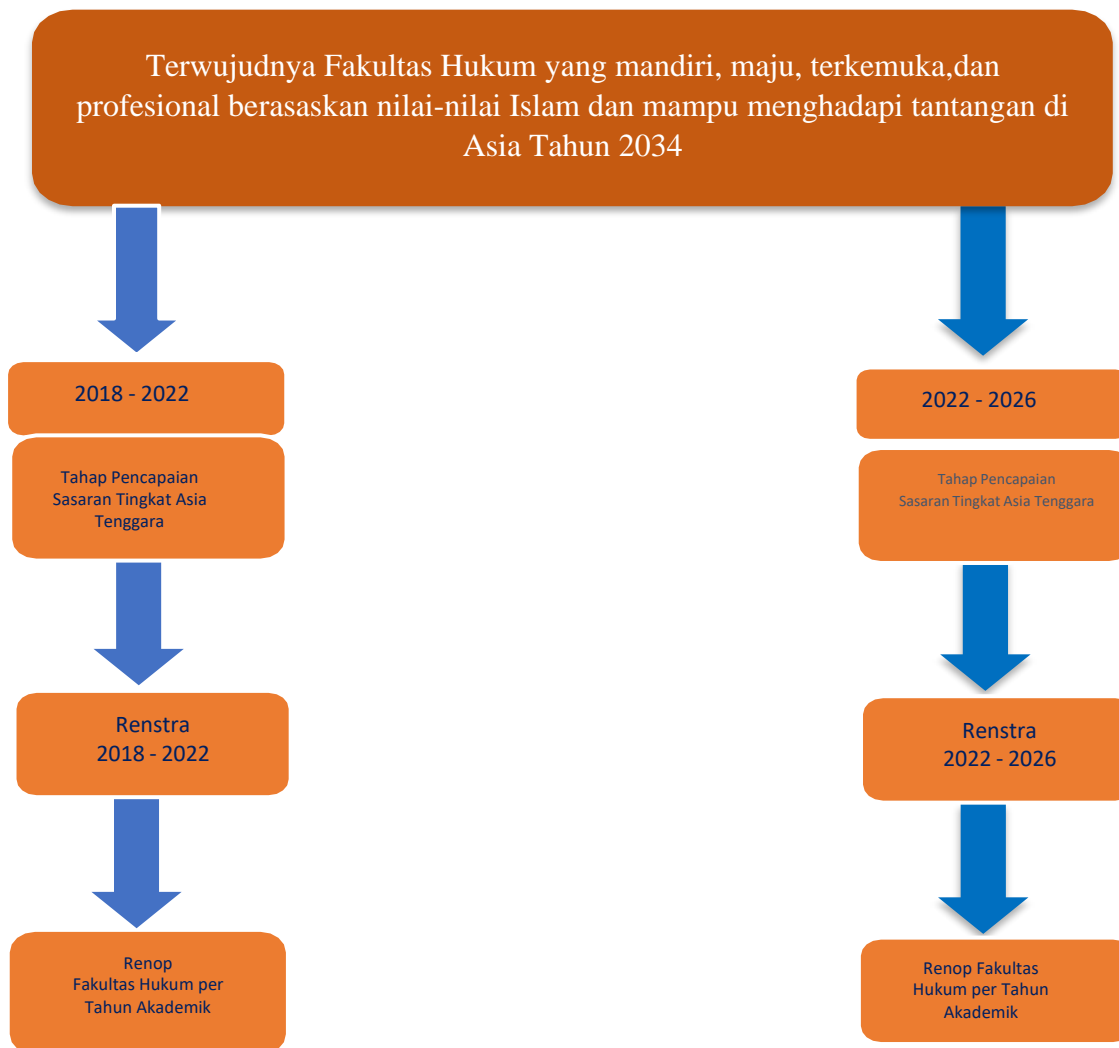 Terwujudnya Fakultas Hukum yang mandiri, maju, terkemuka,dan
profesional berasaskan nilai-nilai Islam dan mampu menghadapi tantangan di
Asia Tahun 2034
2018 - 2022
Tahap Pencapaian
Sasaran Tingkat Asia
Tenggara
Renstra
2018 - 2022
Renop
Fakultas Hukum per
Tahun Akademik
2022 - 2026
Tahap Pencapaian
Sasaran Tingkat Asia Tenggara
Renstra
2022 - 2026
Renop Fakultas
Hukum per Tahun
Akademik